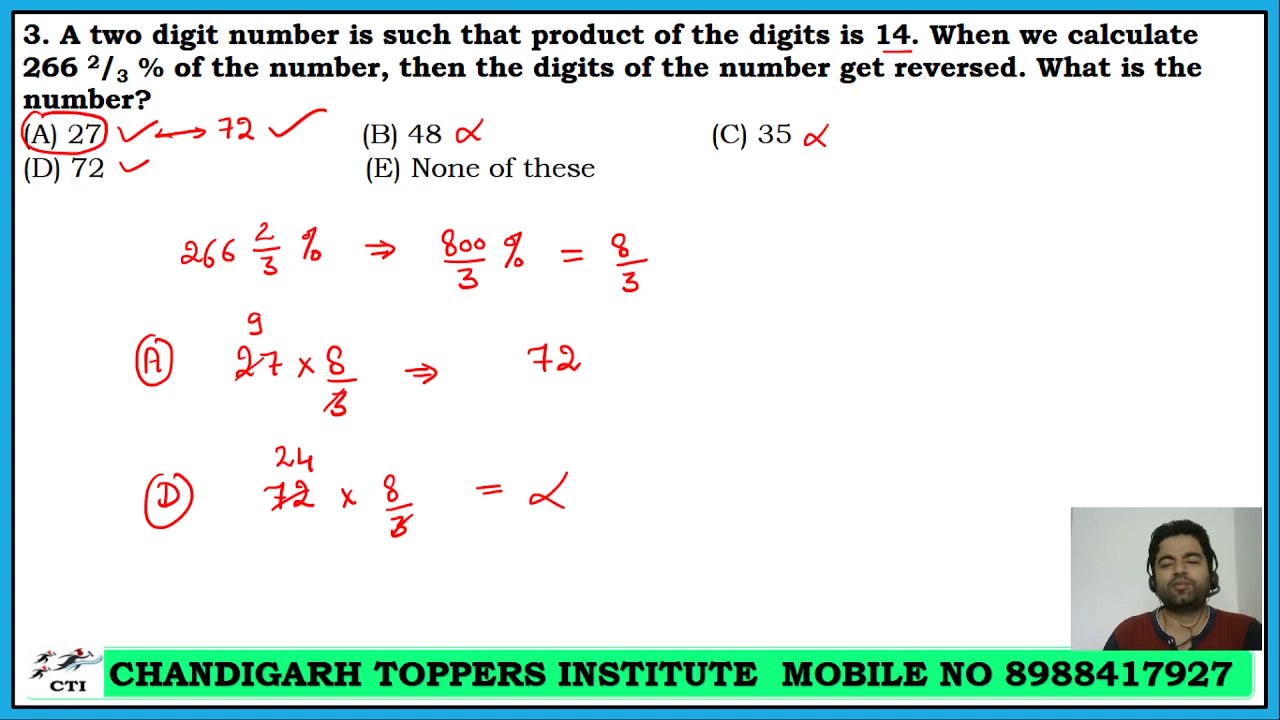 3. A two digit number is such that product of the digits is 14. When we calculate
266 ²/₃ % of the number, then the digits of the number get reversed. What is the
number?
(A) 27 ✓ ↔ 72 ✓ (B) 48 α (C) 35 α
(D) 72 ✓ (E) None of these
266 2/3 % ⇒ 800/3 % = 8/3
9
(A) 27 × 8/3 ⇒ 72
24
(D) 72 × 8/3 = α
CTI
CHANDIGARH TOPPERS INSTITUTE MOBILE NO 8988417927